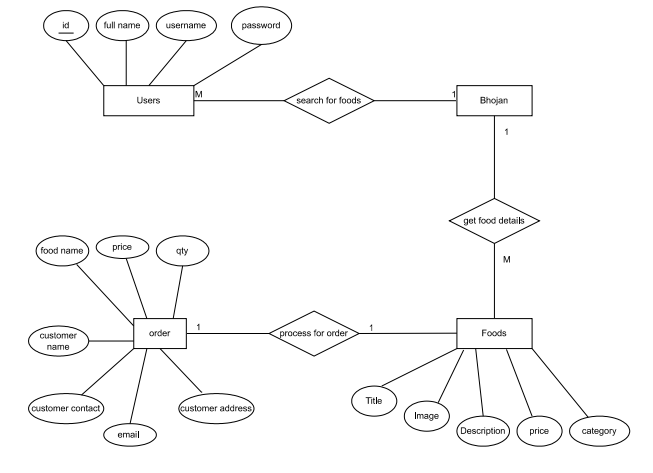 id
full name
username
password
Users
M
search for foods
1
Bhojan
1
get food details
M
food name
price
qty
customer
name
order
1
process for order
1
Foods
customer contact
email
customer address
Title
Image
Description
price
category